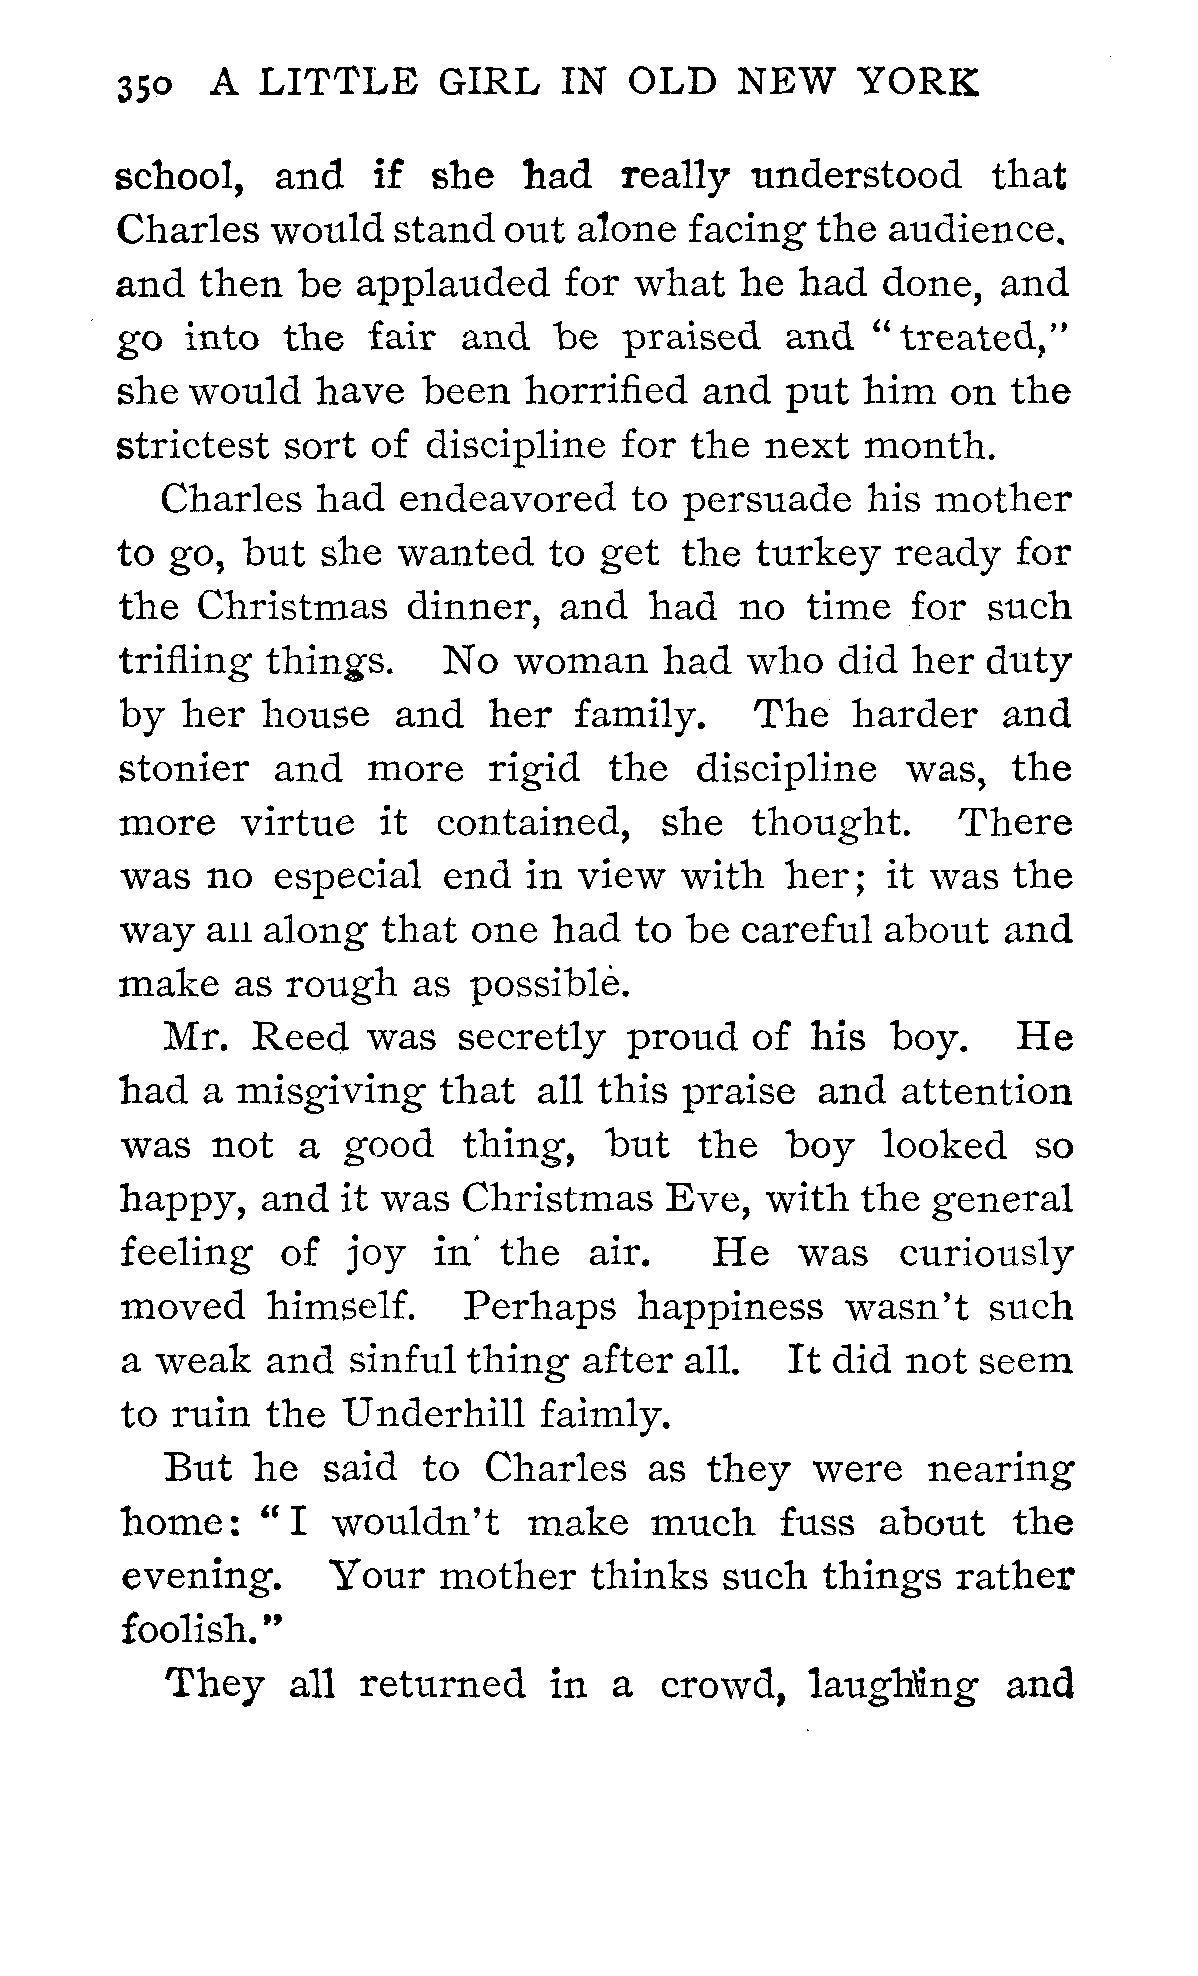 350 A LITTLE GIRL IN OLD NEW YORK
school, and if she had really understood that
Charles would stand out alone facing the audience.
and then be applauded for what he had done, and
go into the fair and be praised and “treated,”
she would have been horrified and put him on the
strictest sort of discipline for the next month.
Charles had endeavored to persuade his mother
to go, but she wanted to get the turkey ready for
the Christmas dinner, and had no time for such
trifling things. No woman had who did her duty
by her house and her family. The harder and
stonier and more rigid the discipline was, the
more virtue it contained, she thought. There
was no especial end in view with her; it was the
way all along that one had to be careful about and
make as rough as possible.
Mr. Reed was secretly proud of his boy. He
had a misgiving that all this praise and attention
was not a good thing, but the boy looked so
happy, and it was Christmas Eve, with the general
feeling of joy in the air. He was curiously
moved himself. Perhaps happiness wasn’t such
a weak and sinful thing after all. It did not seem
to ruin the Underhill faimly.
But he said to Charles as they were nearing
home: “I wouldn’t make much fuss about the
evening. Your mother thinks such things rather
foolish.”
They all returned in a crowd, laughing and